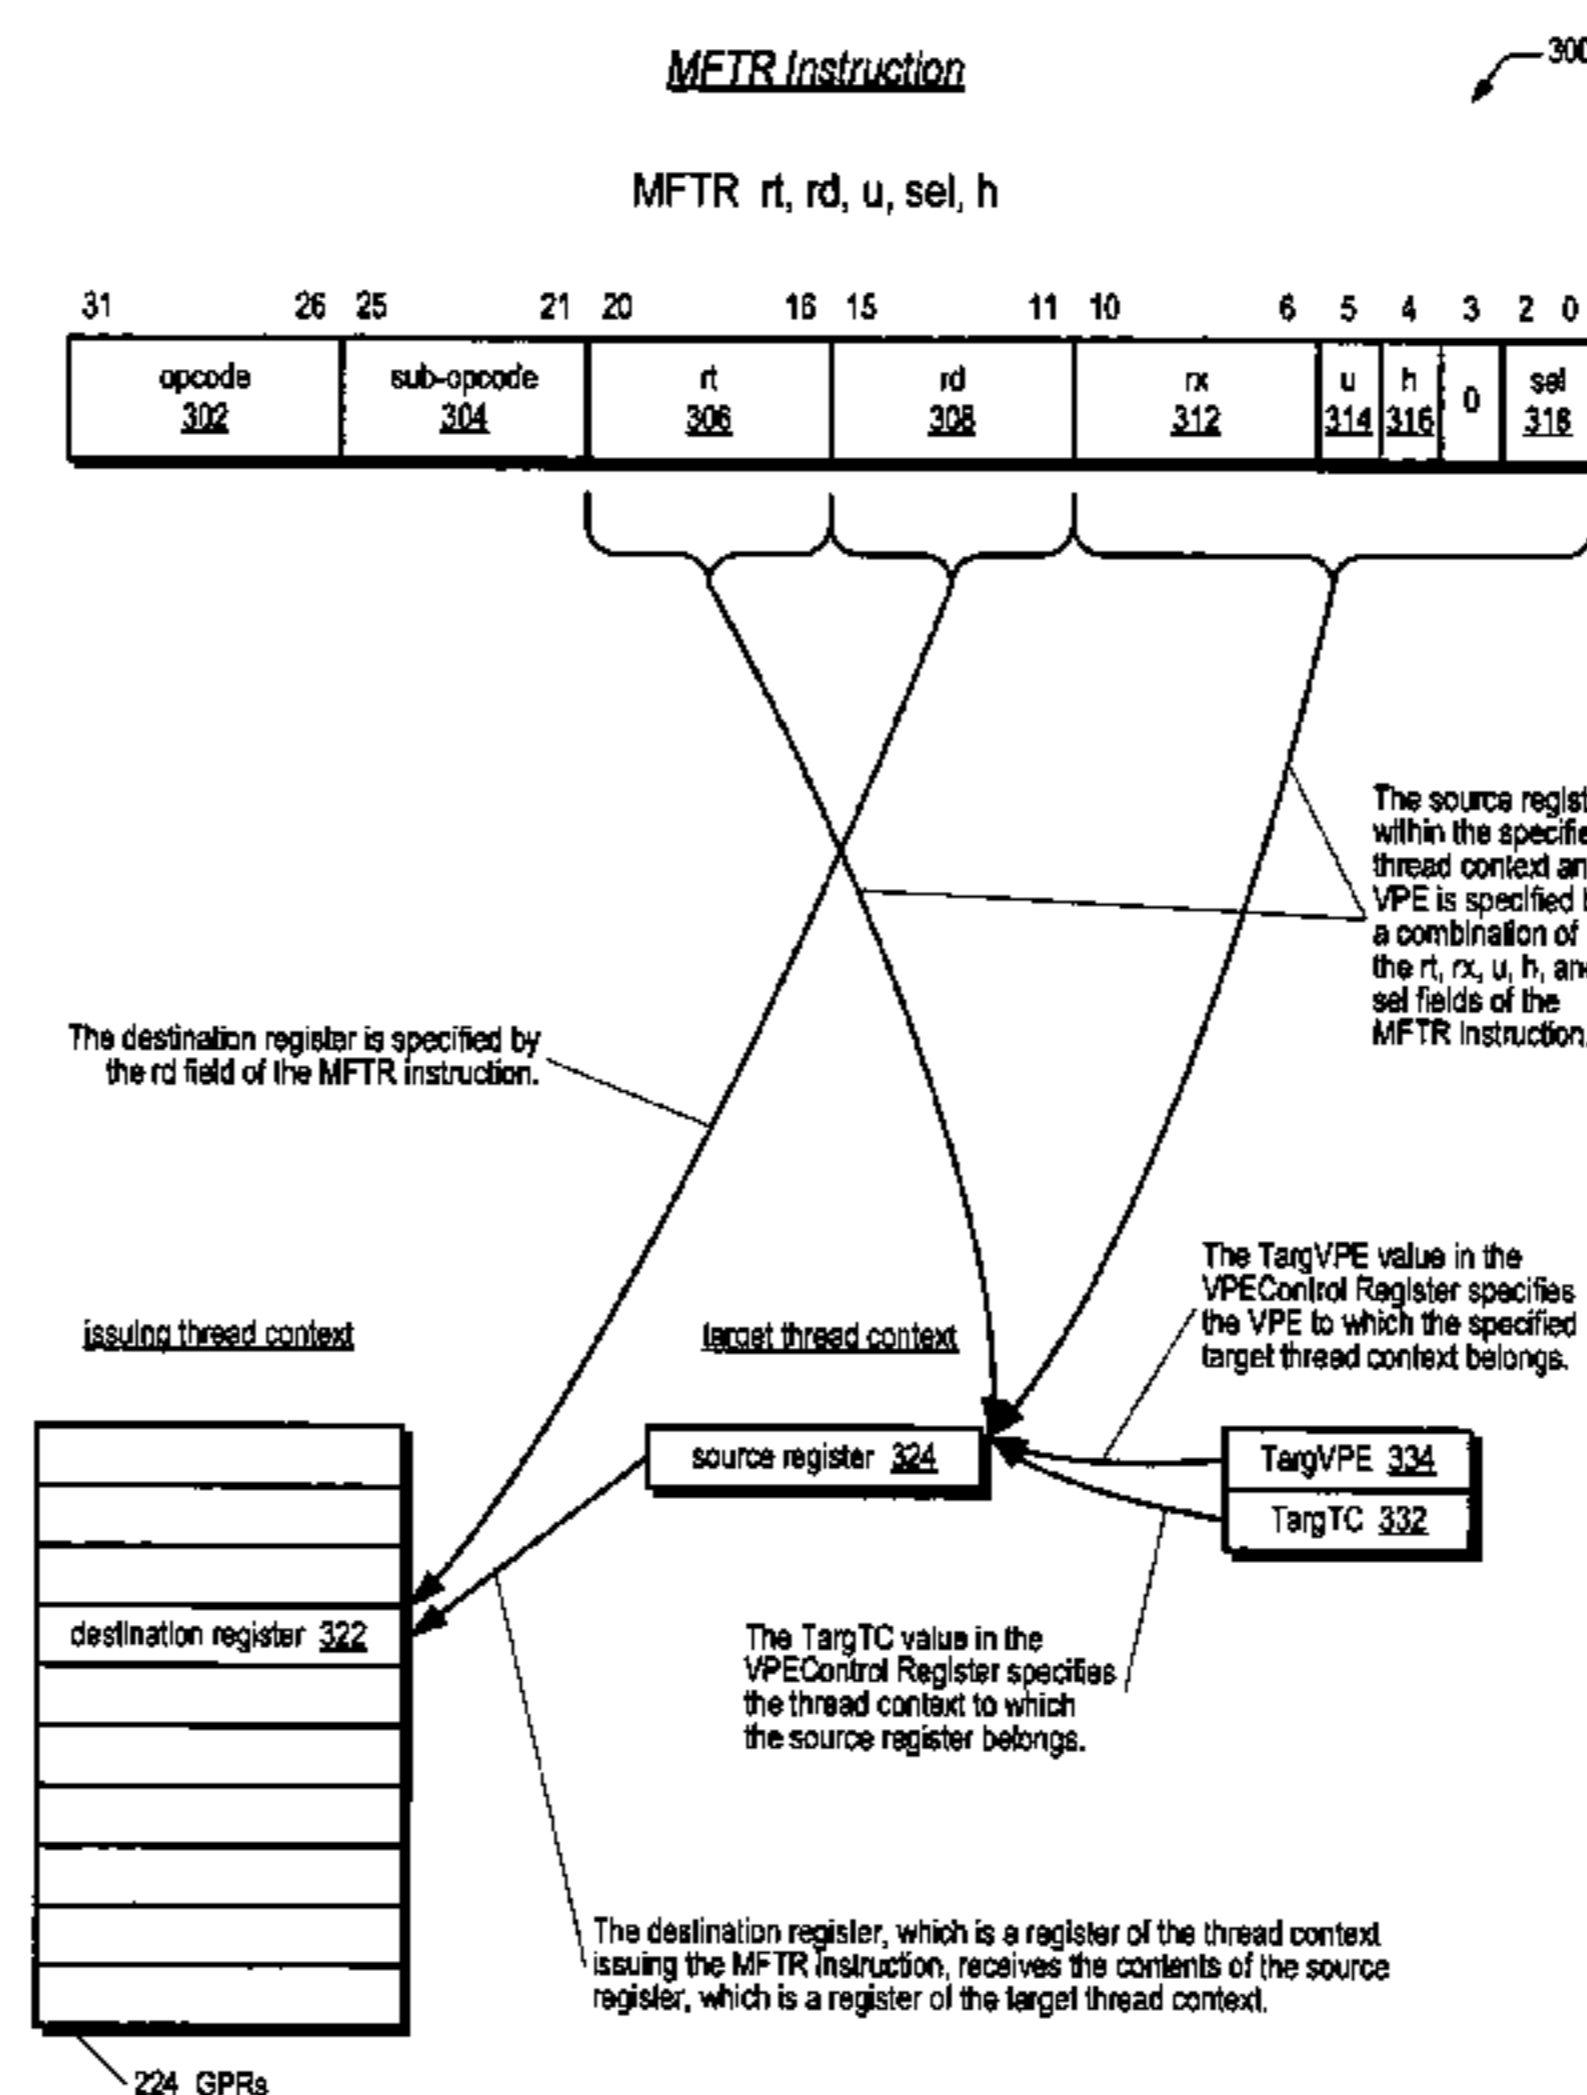 MFTR Instruction
300
MFTR rt, rd, u, sel, h
31 26 25 21 20 16 15 11 10 6 5 4 3 2 0
opcode sub-opcode rt rd rx u h 0 sel
302 304 306 308 312 314 316 318
The source regist
within the specifie
thread context an
VPE is specified b
a combination of
the rt, rx, u, h, and
sel fields of the
MFTR Instruction.
The destination register is specified by
the rd field of the MFTR instruction.
The TargVPE value in the
VPEControl Register specifies
the VPE to which the specified
target thread context belongs.
issuing thread context
target thread context
source register 324
TargVPE 334
TargTC 332
destination register 322
The TargTC value in the
VPEControl Register specifies
the thread context to which
the source register belongs.
The destination register, which is a register of the thread context
issuing the MFTR instruction, receives the contents of the source
register, which is a register of the target thread context.
224 GPRs